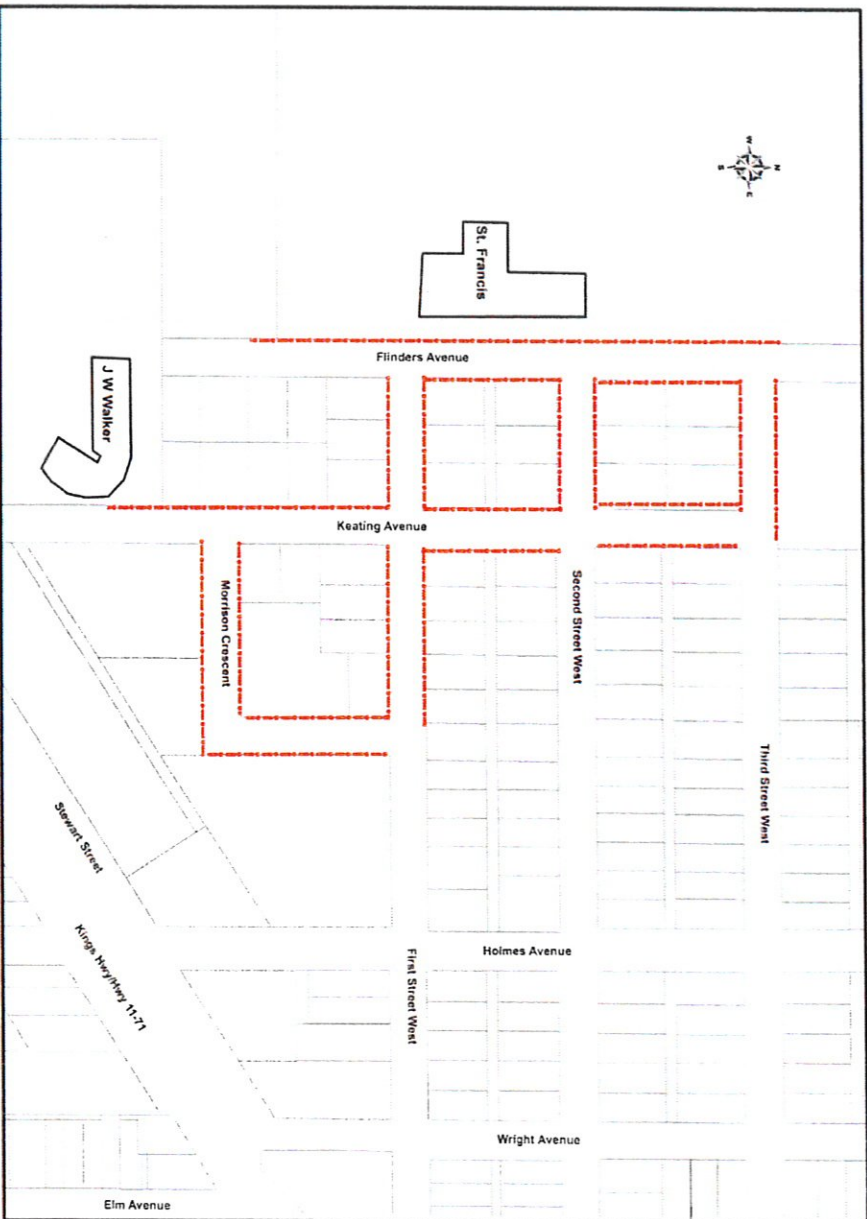 W
N
S
E
St. Francis
Flinders Avenue
J W Walker
Keating Avenue
Morrison Crescent
Second Street West
Third Street West
Stewart Street
Kings Hwy/Hwy 11-71
First Street West
Holmes Avenue
Wright Avenue
Elm Avenue